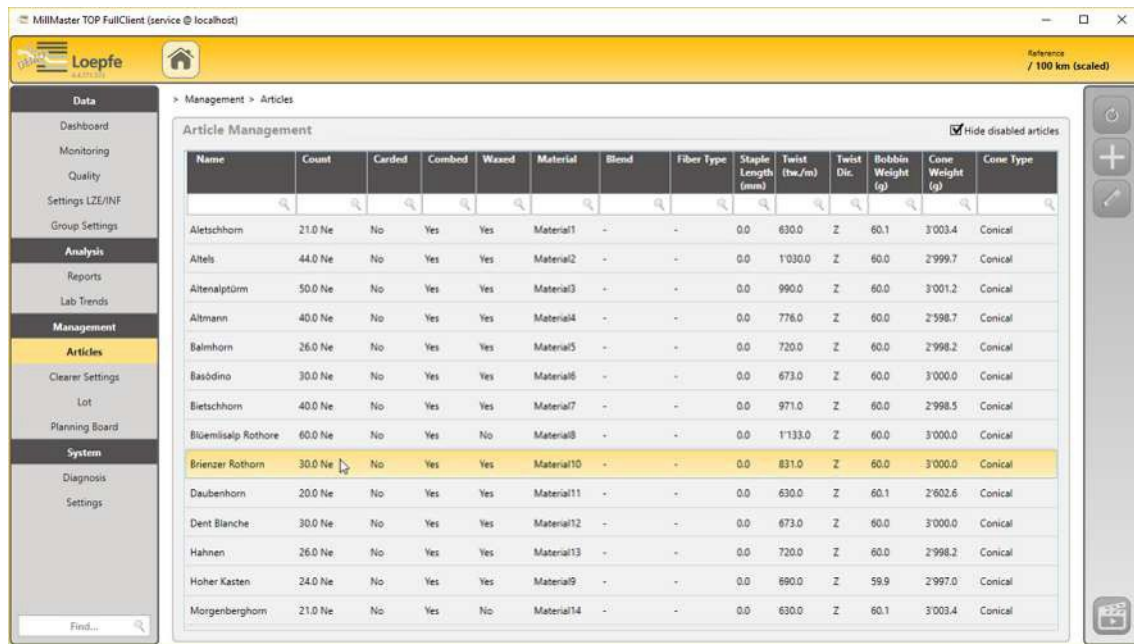 MillMaster TOP FullClient (service @ localhost)
Loepfe
Reference
/ 100 km (scaled)
Data
Dashboard
Monitoring
Quality
Settings LZE/INF
Group Settings
Analysis
Reports
Lab Trends
Management
Articles
Clearer Settings
Lot
Planning Board
System
Diagnosis
Settings
Find...
> Management > Articles
Article Management
Hide disabled articles
Name Count Carded Combed Waxed Material Blend Fiber Type Staple Length (mm) Twist (tw./m) Twist Dir. Bobbin Weight (g) Cone Weight (g) Cone Type
Aletschhorn 21.0 Ne No Yes Yes Material1 - - 0.0 630.0 Z 60.1 3'003.4 Conical
Altels 44.0 Ne No Yes Yes Material2 - - 0.0 1'030.0 Z 60.0 2'999.7 Conical
Altenalptürm 50.0 Ne No Yes Yes Material3 - - 0.0 990.0 Z 60.0 3'001.2 Conical
Altmann 40.0 Ne No Yes Yes Material4 - - 0.0 776.0 Z 60.0 2'598.7 Conical
Balmhorn 26.0 Ne No Yes Yes Material5 - - 0.0 720.0 Z 60.0 2'998.2 Conical
Basòdino 30.0 Ne No Yes Yes Material6 - - 0.0 673.0 Z 60.0 3'000.0 Conical
Bietschhorn 40.0 Ne No Yes Yes Material7 - - 0.0 971.0 Z 60.0 2'998.5 Conical
Blüemlisalp Rothore 60.0 Ne No Yes No Material8 - - 0.0 1'133.0 Z 60.0 3'000.0 Conical
Brienzer Rothorn 30.0 Ne No Yes Yes Material10 - - 0.0 831.0 Z 60.0 3'000.0 Conical
Daubenhorn 20.0 Ne No Yes Yes Material11 - - 0.0 630.0 Z 60.1 2'602.6 Conical
Dent Blanche 30.0 Ne No Yes Yes Material12 - - 0.0 673.0 Z 60.0 3'000.0 Conical
Hahnen 26.0 Ne No Yes Yes Material13 - - 0.0 720.0 Z 60.0 2'998.2 Conical
Hoher Kasten 24.0 Ne No Yes Yes Material9 - - 0.0 690.0 Z 59.9 2'997.0 Conical
Morgenberghorn 21.0 Ne No Yes No Material14 - - 0.0 630.0 Z 60.1 3'003.4 Conical